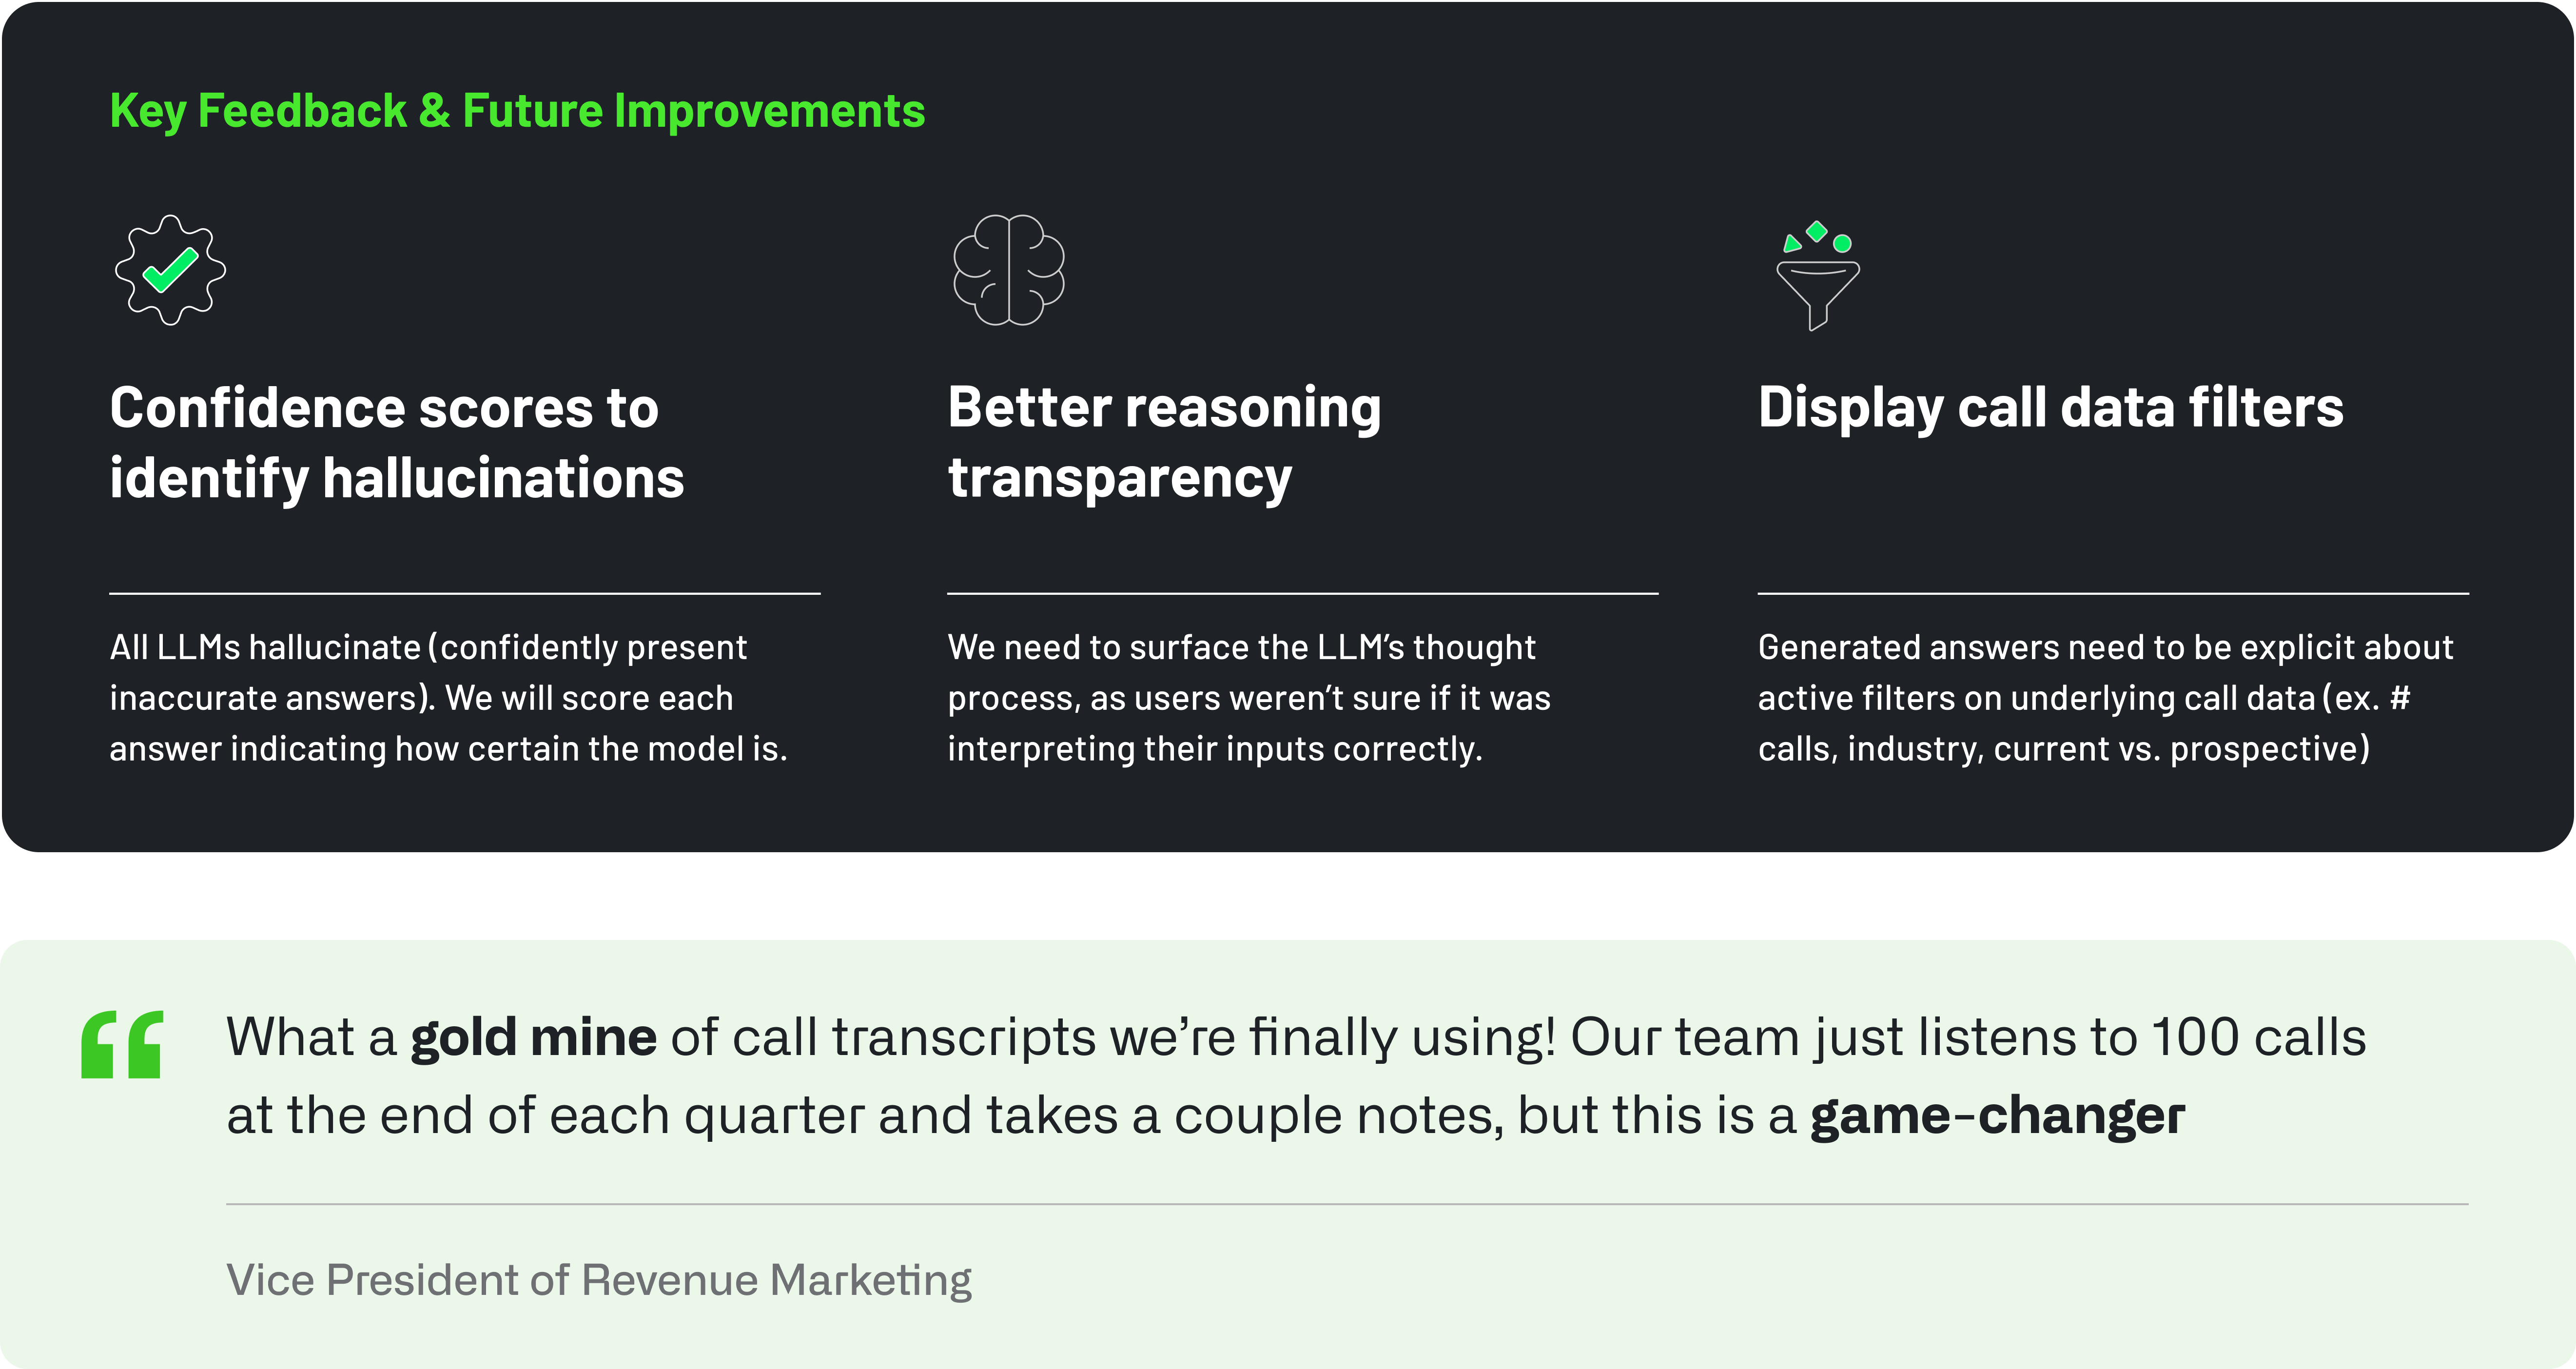 Key Feedback & Future Improvements
Confidence scores to
identify hallucinations
All LLMs hallucinate (confidently present
inaccurate answers). We will score each
answer indicating how certain the model is.
Better reasoning
transparency
We need to surface the LLM’s thought
process, as users weren’t sure if it was
interpreting their inputs correctly.
Display call data filters
Generated answers need to be explicit about
active filters on underlying call data (ex. #
calls, industry, current vs. prospective)
“
What a gold mine of call transcripts we’re finally using! Our team just listens to 100 calls
at the end of each quarter and takes a couple notes, but this is a game-changer
Vice President of Revenue Marketing